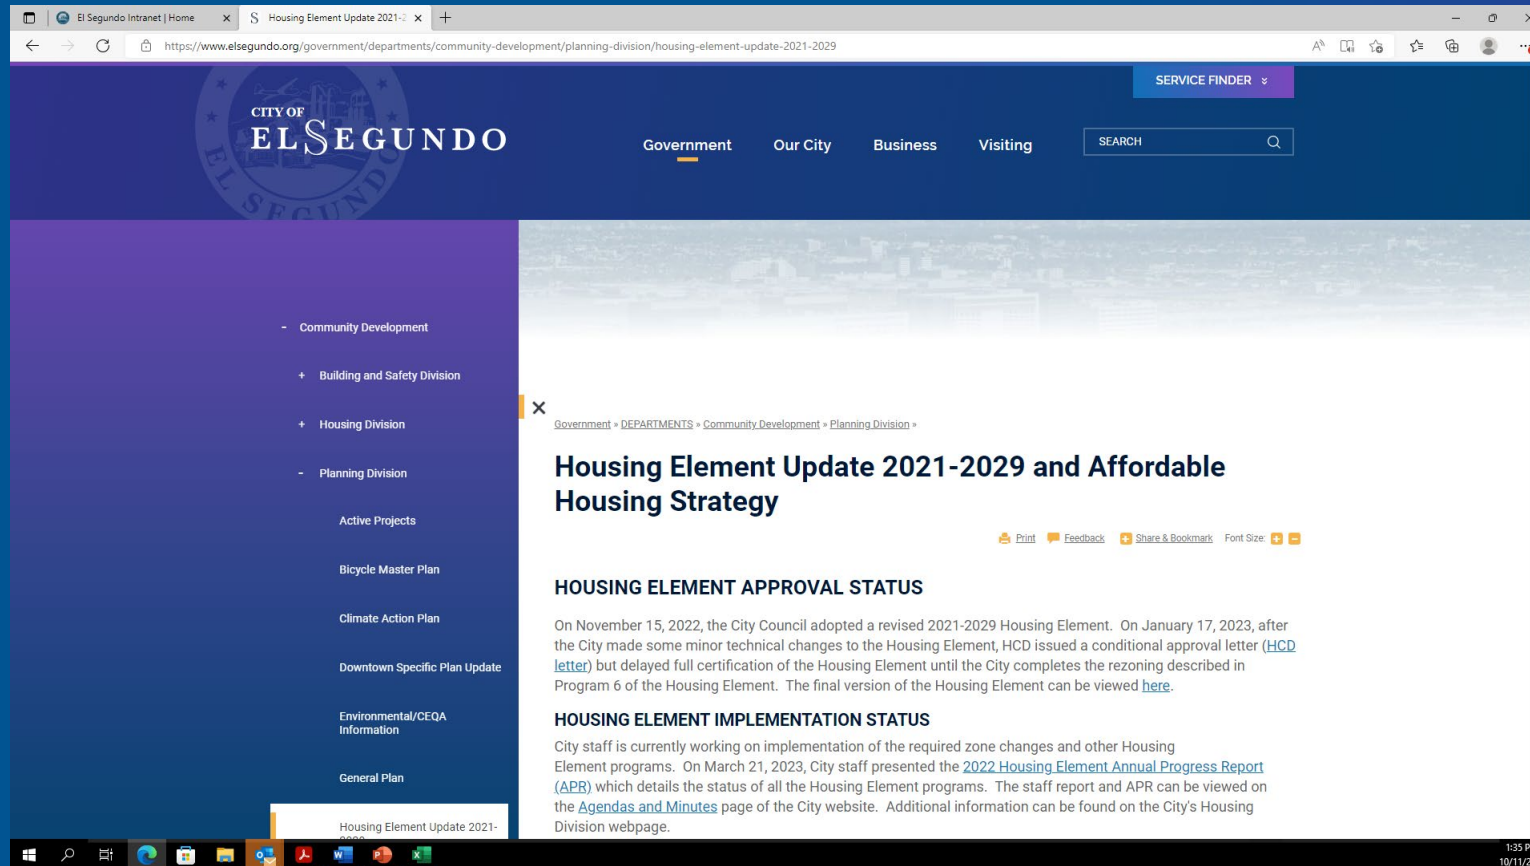 El Segundo Intranet | Home
Housing Element Update 2021-2
https://www.elsegundo.org/government/departments/community-development/planning-division/housing-element-update-2021-2029
SERVICE FINDER
CITY OF
EL SEGUNDO
EL SEGUNDO
Government Our City Business Visiting
SEARCH
- Community Development
+ Building and Safety Division
+ Housing Division
- Planning Division
Active Projects
Bicycle Master Plan
Climate Action Plan
Downtown Specific Plan Update
Environmental/CEQA
Information
General Plan
Housing Element Update 2021-
Government » DEPARTMENTS » Community Development » Planning Division »
Housing Element Update 2021-2029 and Affordable
Housing Strategy
Print Feedback Share & Bookmark Font Size: + -
HOUSING ELEMENT APPROVAL STATUS
On November 15, 2022, the City Council adopted a revised 2021-2029 Housing Element. On January 17, 2023, after
the City made some minor technical changes to the Housing Element, HCD issued a conditional approval letter (HCD
letter) but delayed full certification of the Housing Element until the City completes the rezoning described in
Program 6 of the Housing Element. The final version of the Housing Element can be viewed here.
HOUSING ELEMENT IMPLEMENTATION STATUS
City staff is currently working on implementation of the required zone changes and other Housing
Element programs. On March 21, 2023, City staff presented the 2022 Housing Element Annual Progress Report
(APR) which details the status of all the Housing Element programs. The staff report and APR can be viewed on
the Agendas and Minutes page of the City website. Additional information can be found on the City's Housing
Division webpage.
1:35 P
10/11/2